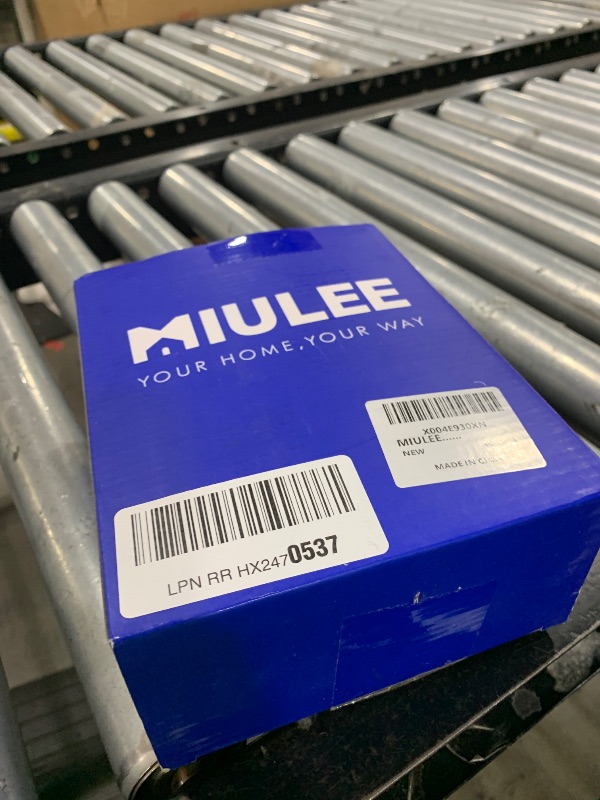 MIULEE
YOUR HOME, YOUR WAY
X004E930XN
MIULEE......
NEW
MADE IN
LPN RR HX2470537